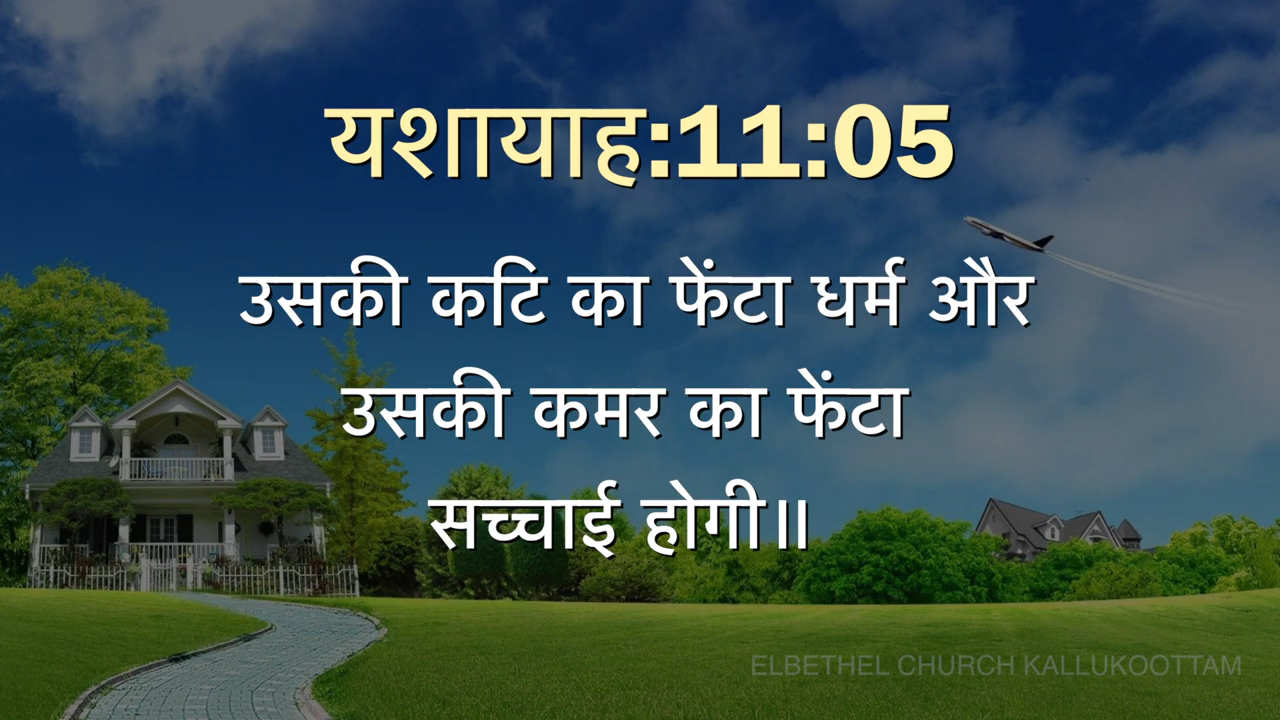 यशायाह:11:05
उसकी कटि का फेंटा धर्म और
उसकी कमर का फेंटा
सच्चाई होगी॥
ELBETHEL CHURCH KALLUKOOTTAM